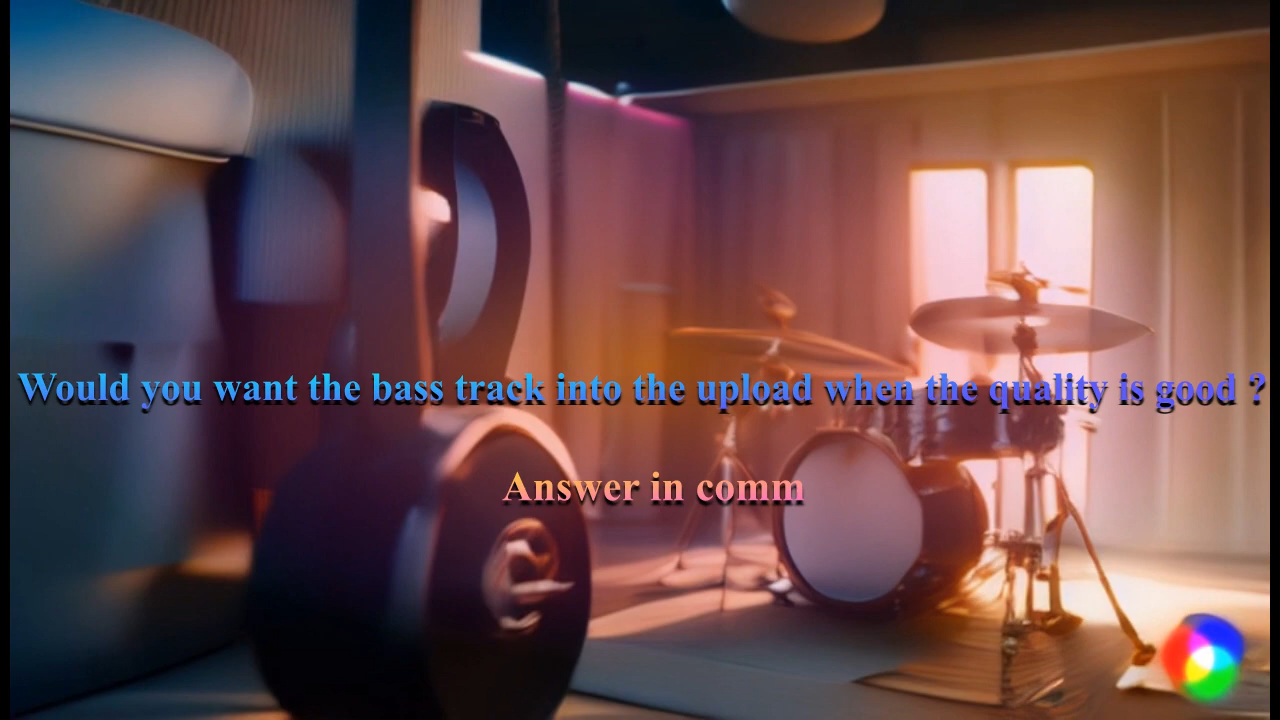 Would you want the bass track into the upload when the quality is good ?
Answer in comm